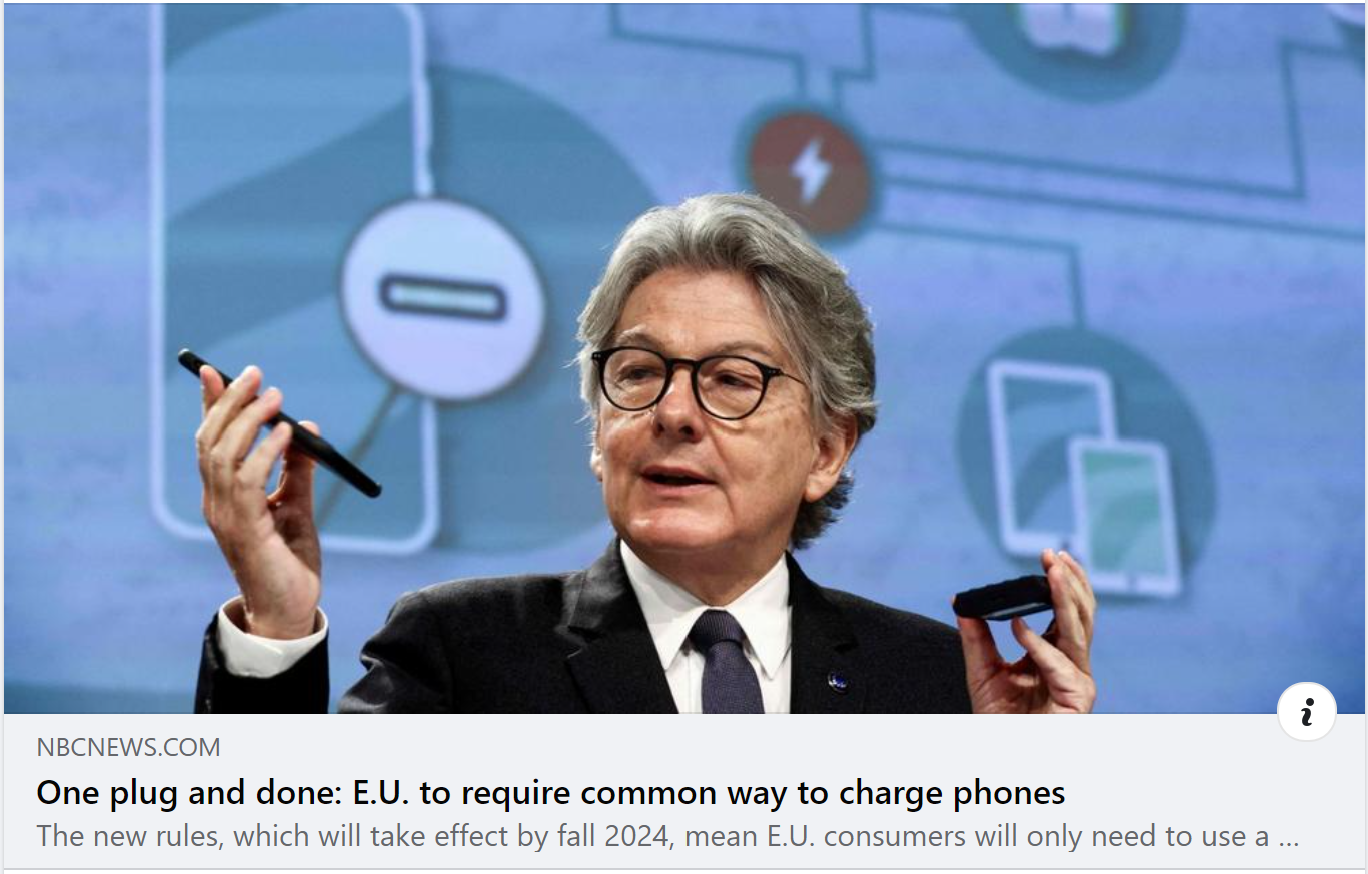 NBCNEWS.COM
One plug and done: E.U. to require common way to charge phones
The new rules, which will take effect by fall 2024, mean E.U. consumers will only need to use a ...